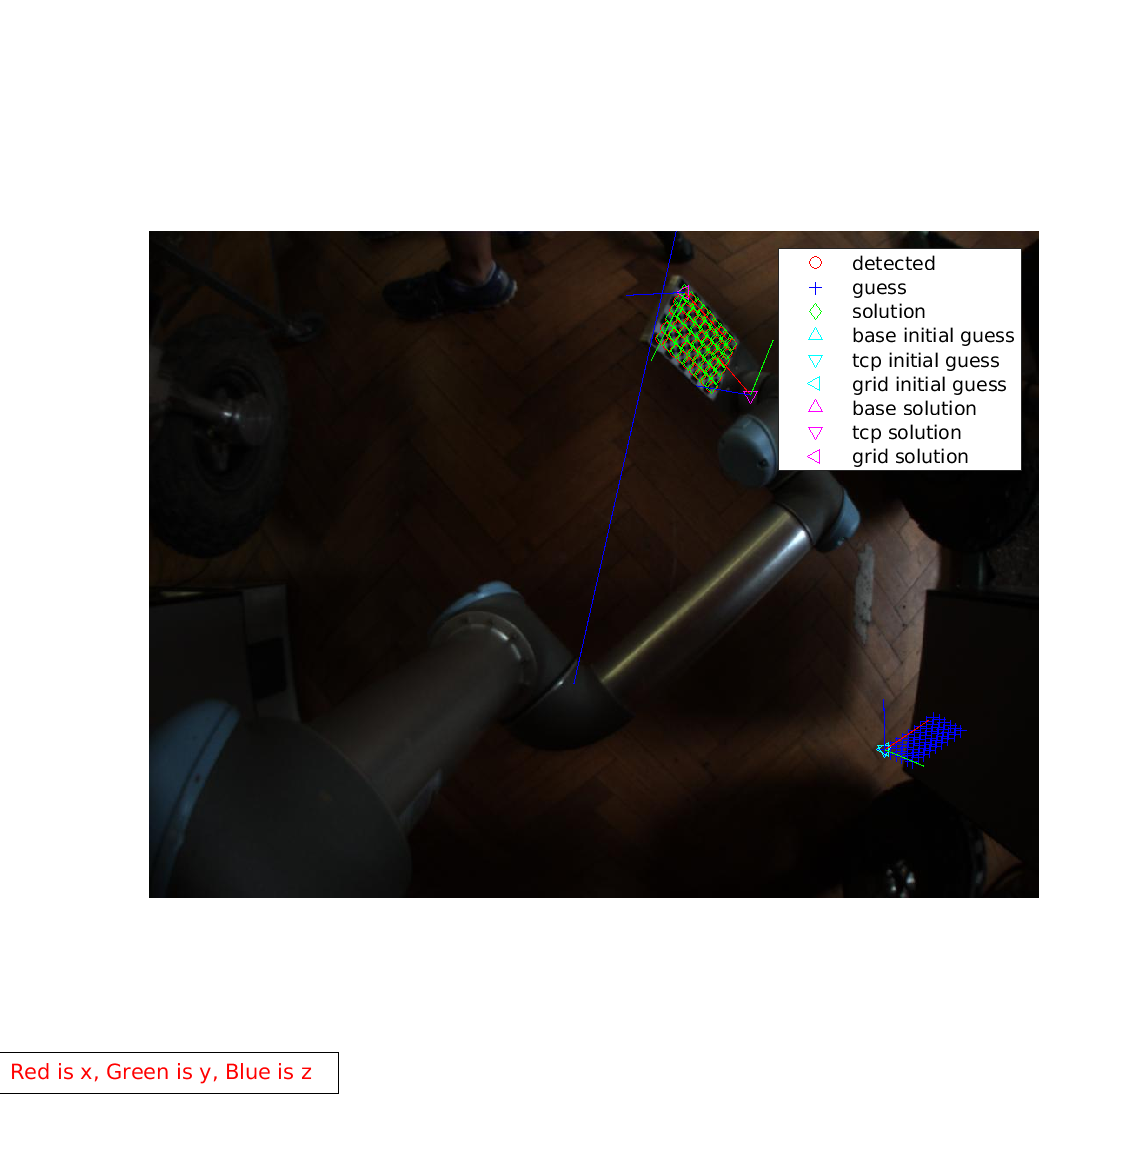 detected
guess
solution
base initial guess
tcp initial guess
grid initial guess
base solution
tcp solution
grid solution
Red is x, Green is y, Blue is z